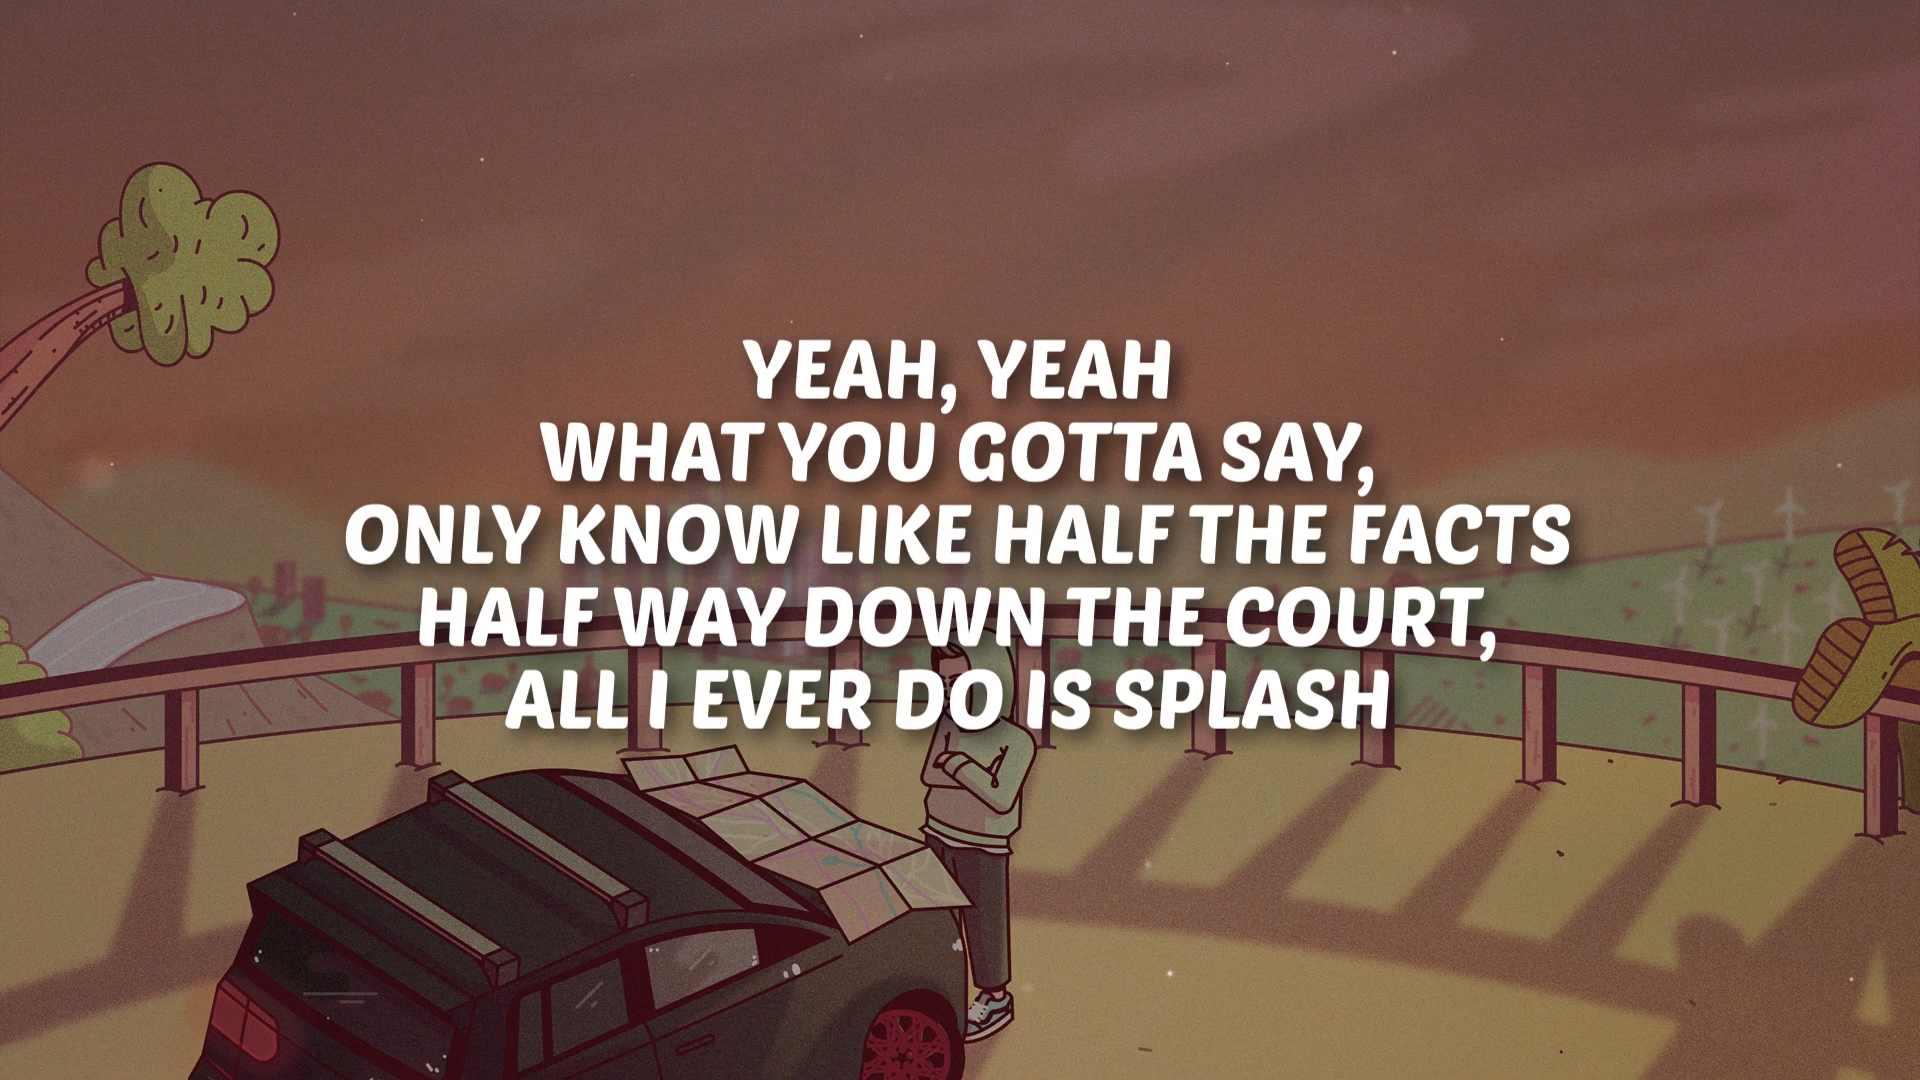 YEAH, YEAH
WHAT YOU GOTTA SAY,
ONLY KNOW LIKE HALF THE FACTS
HALF WAY DOWN THE COURT,
ALL I EVER DO IS SPLASH